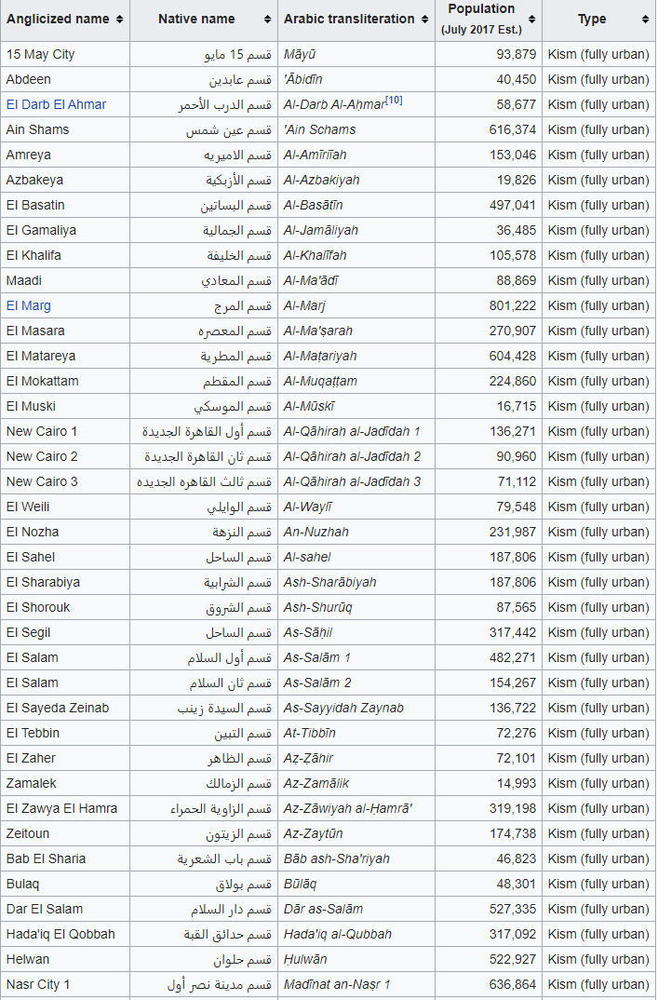 Anglicized name Native name Arabic transliteration Population (July 2017 Est.) Type
15 May City قسم 15 مايو Māyū 93,879 Kism (fully urban)
Abdeen قسم عابدين 'Ābidīn 40,450 Kism (fully urban)
El Darb El Ahmar قسم الدرب الأحمر Al-Darb Al-Aḥmar[10] 58,677 Kism (fully urban)
Ain Shams قسم عين شمس 'Ain Schams 616,374 Kism (fully urban)
Amreya قسم الاميريه Al-Amīriīah 153,046 Kism (fully urban)
Azbakeya قسم الأزبكية Al-Azbakiyah 19,826 Kism (fully urban)
El Basatin قسم البساتين Al-Basātīn 497,041 Kism (fully urban)
El Gamaliya قسم الجمالية Al-Jamāliyah 36,485 Kism (fully urban)
El Khalifa قسم الخليفة Al-Khalīfah 105,578 Kism (fully urban)
Maadi قسم المعادي Al-Ma'ādī 88,869 Kism (fully urban)
El Marg قسم المرج Al-Marj 801,222 Kism (fully urban)
El Masara قسم المعصره Al-Ma'ṣarah 270,907 Kism (fully urban)
El Matareya قسم المطرية Al-Maṭariyah 604,428 Kism (fully urban)
El Mokattam قسم المقطم Al-Muqaṭṭam 224,860 Kism (fully urban)
El Muski قسم الموسكي Al-Mūskī 16,715 Kism (fully urban)
New Cairo 1 قسم أول القاهرة الجديدة Al-Qāhirah al-Jadīdah 1 136,271 Kism (fully urban)
New Cairo 2 قسم ثان القاهرة الجديدة Al-Qāhirah al-Jadīdah 2 90,960 Kism (fully urban)
New Cairo 3 قسم ثالث القاهره الجديده Al-Qāhirah al-Jadīdah 3 71,112 Kism (fully urban)
El Weili قسم الوايلي Al-Waylī 79,548 Kism (fully urban)
El Nozha قسم النزهة An-Nuzhah 231,987 Kism (fully urban)
El Sahel قسم الساحل Al-sahel 187,806 Kism (fully urban)
El Sharabiya قسم الشرابية Ash-Sharābiyah 187,806 Kism (fully urban)
El Shorouk قسم الشروق Ash-Shurūq 87,565 Kism (fully urban)
El Segil قسم الساحل As-Sāḥil 317,442 Kism (fully urban)
El Salam قسم أول السلام As-Salām 1 482,271 Kism (fully urban)
El Salam قسم ثان السلام As-Salām 2 154,267 Kism (fully urban)
El Sayeda Zeinab قسم السيدة زينب As-Sayyidah Zaynab 136,722 Kism (fully urban)
El Tebbin قسم التبين At-Tibbīn 72,276 Kism (fully urban)
El Zaher قسم الظاهر Aẓ-Ẓāhir 72,101 Kism (fully urban)
Zamalek قسم الزمالك Az-Zamālik 14,993 Kism (fully urban)
El Zawya El Hamra قسم الزاوية الحمراء Az-Zāwiyah al-Ḥamrā' 319,198 Kism (fully urban)
Zeitoun قسم الزيتون Az-Zaytūn 174,738 Kism (fully urban)
Bab El Sharia قسم باب الشعرية Bāb ash-Sha'riyah 46,823 Kism (fully urban)
Bulaq قسم بولاق Būlāq 48,301 Kism (fully urban)
Dar El Salam قسم دار السلام Dār as-Salām 527,335 Kism (fully urban)
Hada'iq El Qobbah قسم حدائق القبة Hada'iq al-Qubbah 317,092 Kism (fully urban)
Helwan قسم حلوان Ḥulwān 522,927 Kism (fully urban)
Nasr City 1 قسم مدينة نصر أول Madīnat an-Naṣr 1 636,864 Kism (fully urban)